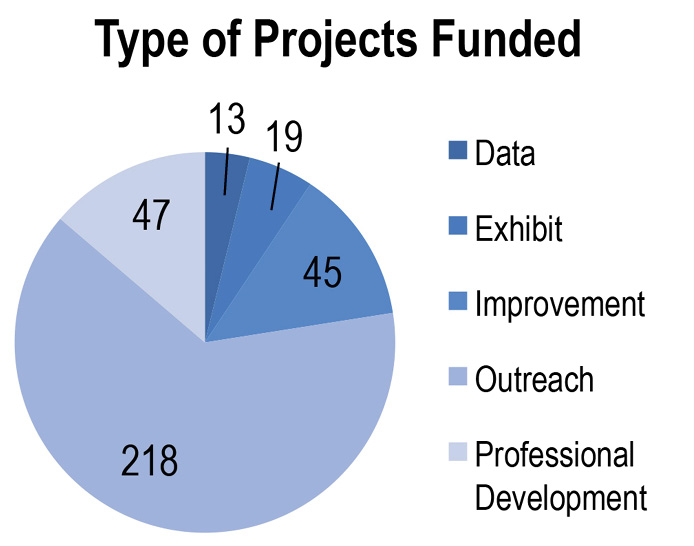 Type of Projects Funded
13
19
47
45
218
Data
Exhibit
Improvement
Outreach
Professional
Development